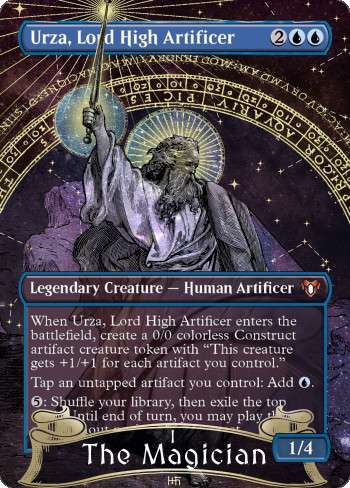 Urza, Lord High Artificer 2
Legendary Creature — Human Artificer
When Urza, Lord High Artificer enters the
battlefield, create a 0/0 colorless Construct
artifact creature token with “This creature
gets +1/+1 for each artifact you control.”
Tap an untapped artifact you control: Add
5: Shuffle your library, then exile the top
Until end of turn, you may play th
out
I
The Magician
1/4